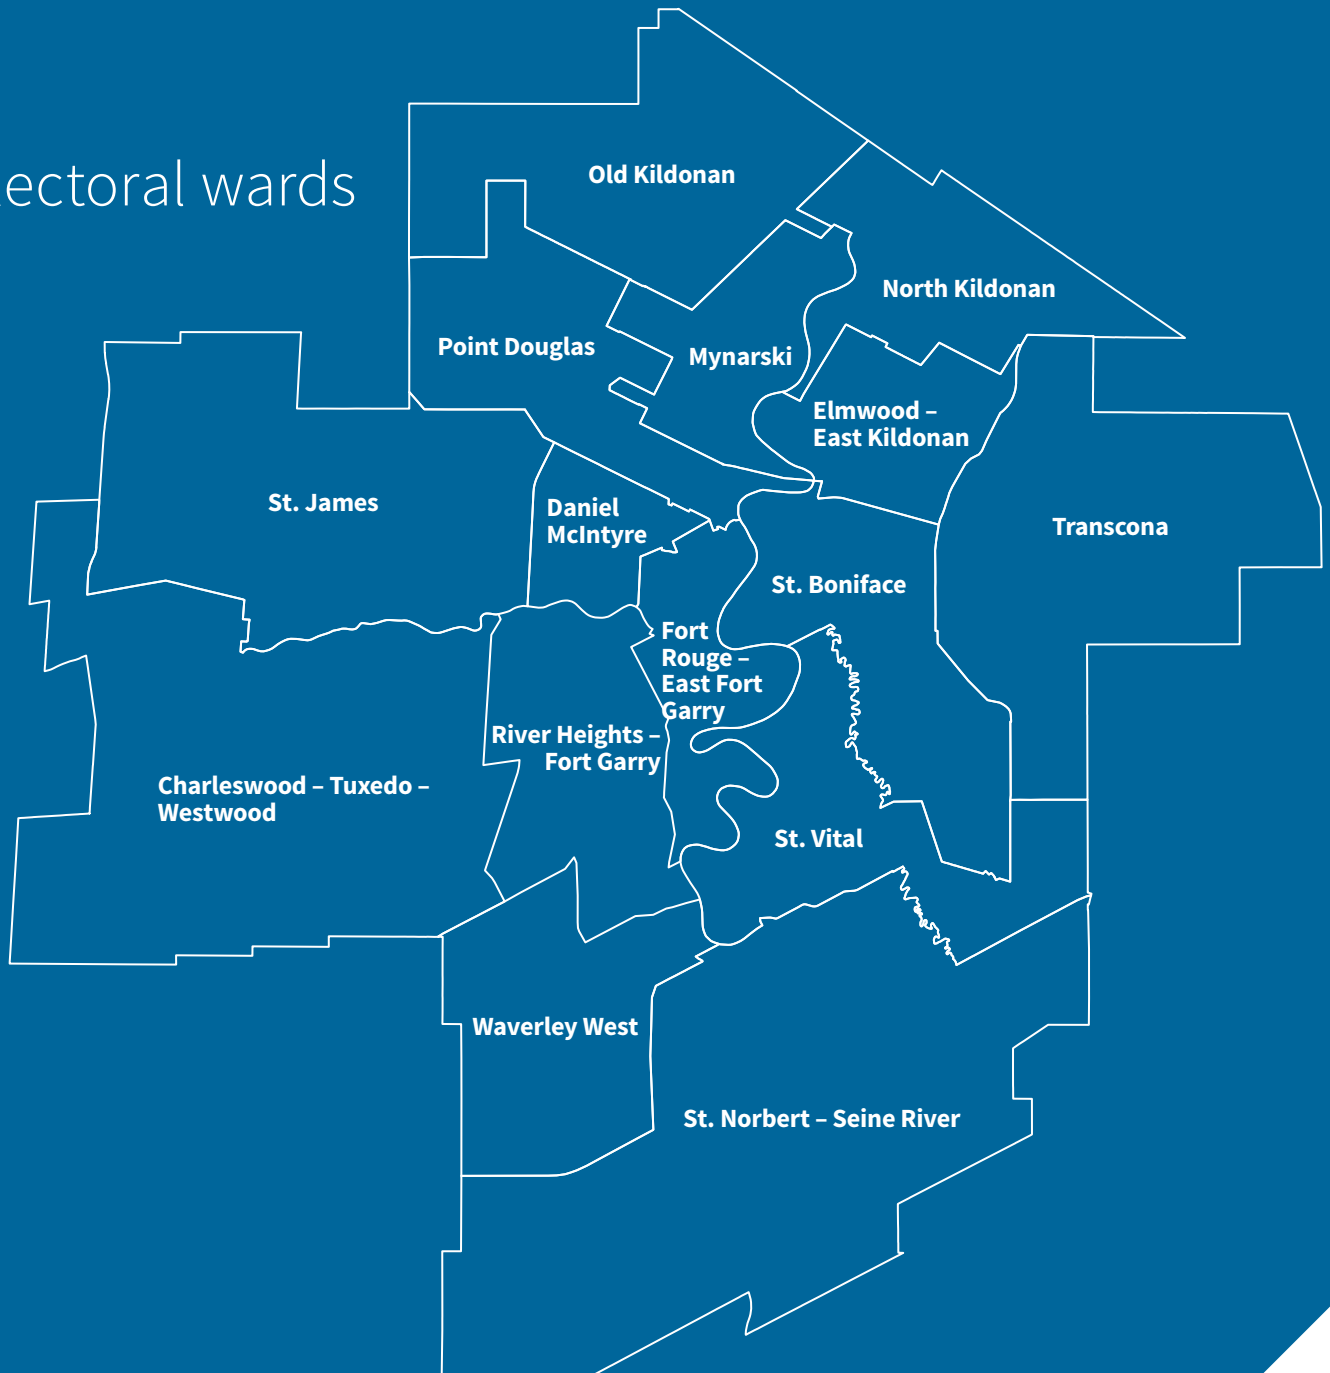 ectoral wards
Old Kildonan
North Kildonan
Point Douglas
Mynarski
Elmwood –
East Kildonan
St. James
Daniel
McIntyre
Transcona
St. Boniface
Fort
Rouge –
East Fort
Garry
River Heights –
Fort Garry
Charleswood – Tuxedo –
Westwood
St. Vital
Waverley West
St. Norbert – Seine River